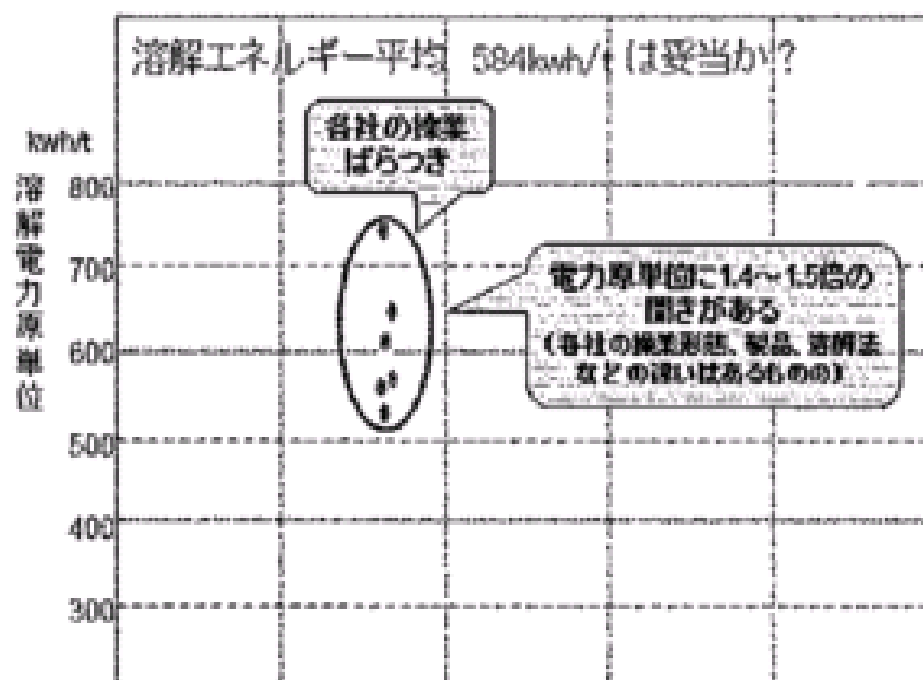 溶解エネルギー平均 584kwh/t は妥当か?
各社の操業
ばらつき
kwh/t
溶解電力原単位
800
700
600
500
400
300
電力原単位に1.4～1.5倍の
開きがある
(各社の操業形態、製品、溶解法
などの違いはあるものの)